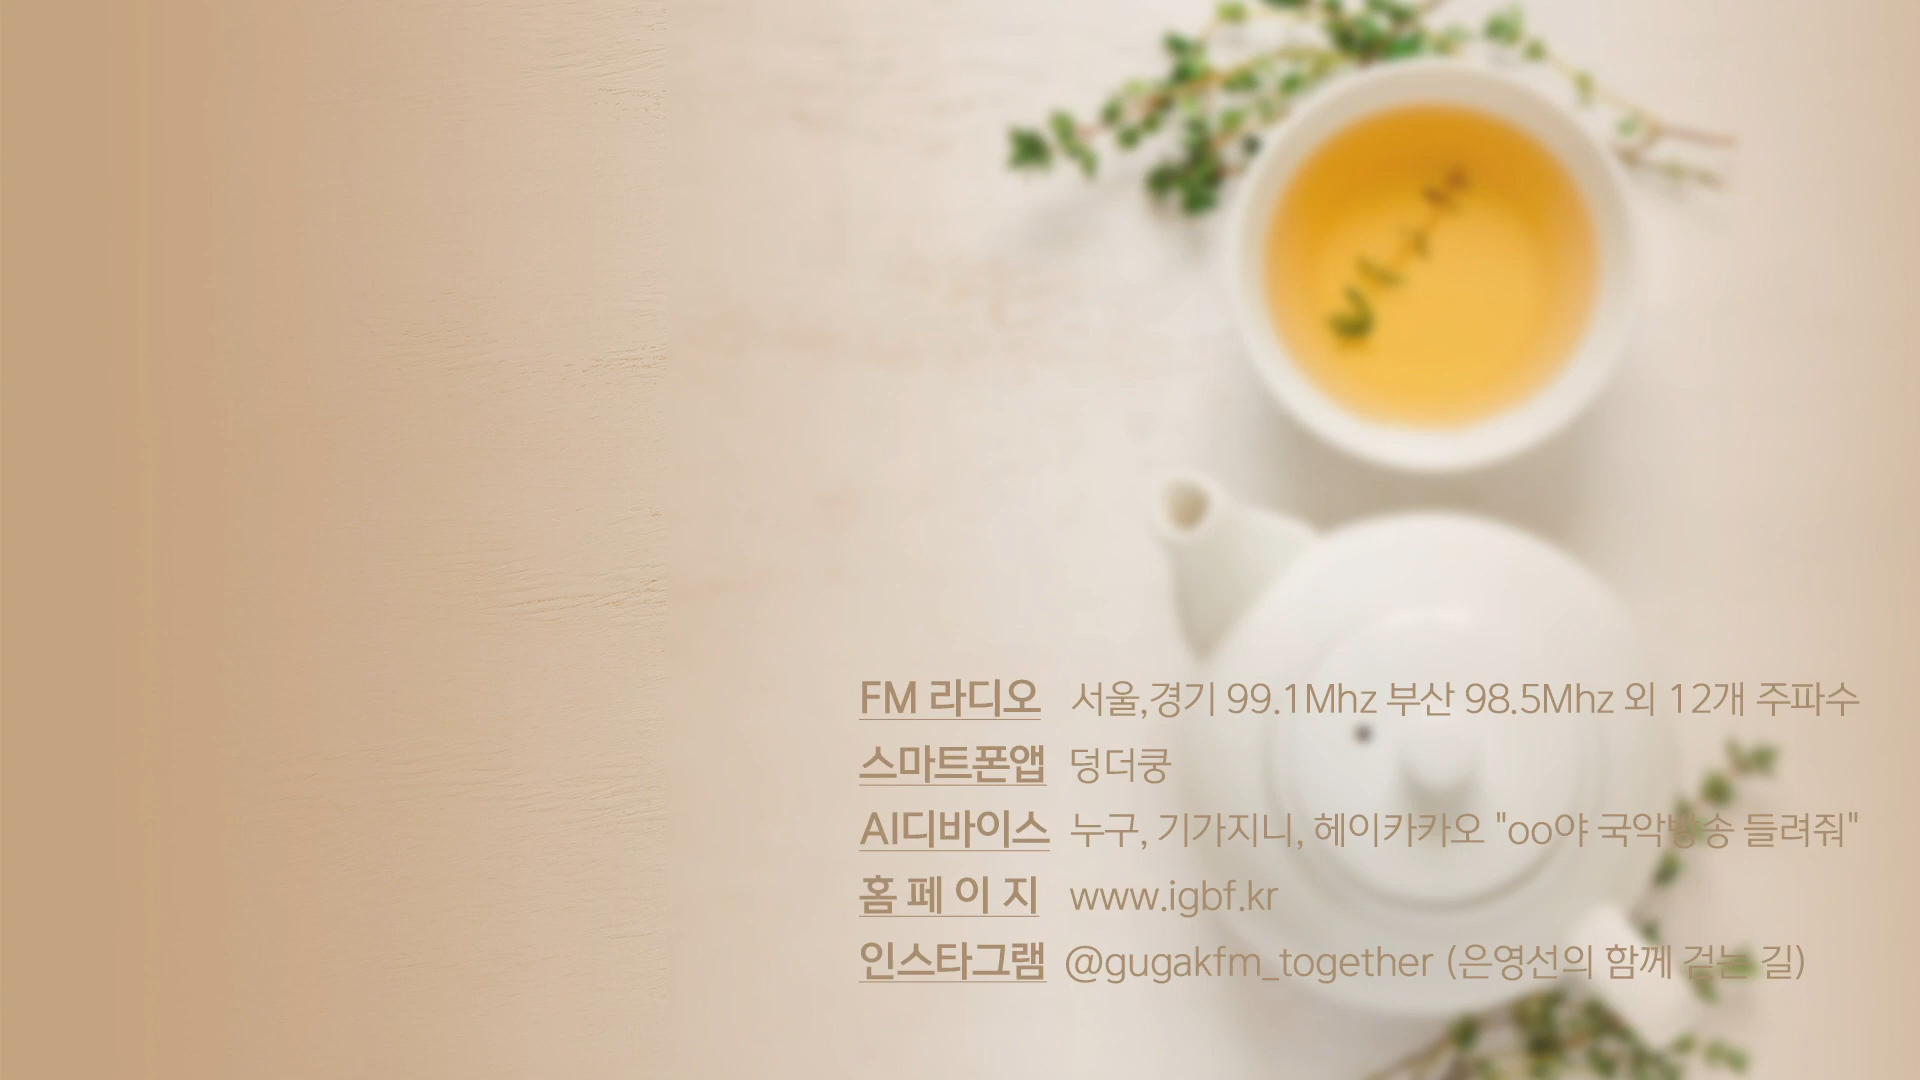 FM 라디오 서울,경기 99.1Mhz 부산 98.5Mhz 외 12개 주파수
스마트폰앱 덩더쿵
AI디바이스 누구, 기가지니, 헤이카카오 "oo야 국악방송 들려줘"
홈 페 이 지 www.igbf.kr
인스타그램 @gugakfm_together (은영선의 함께 걷는 길)